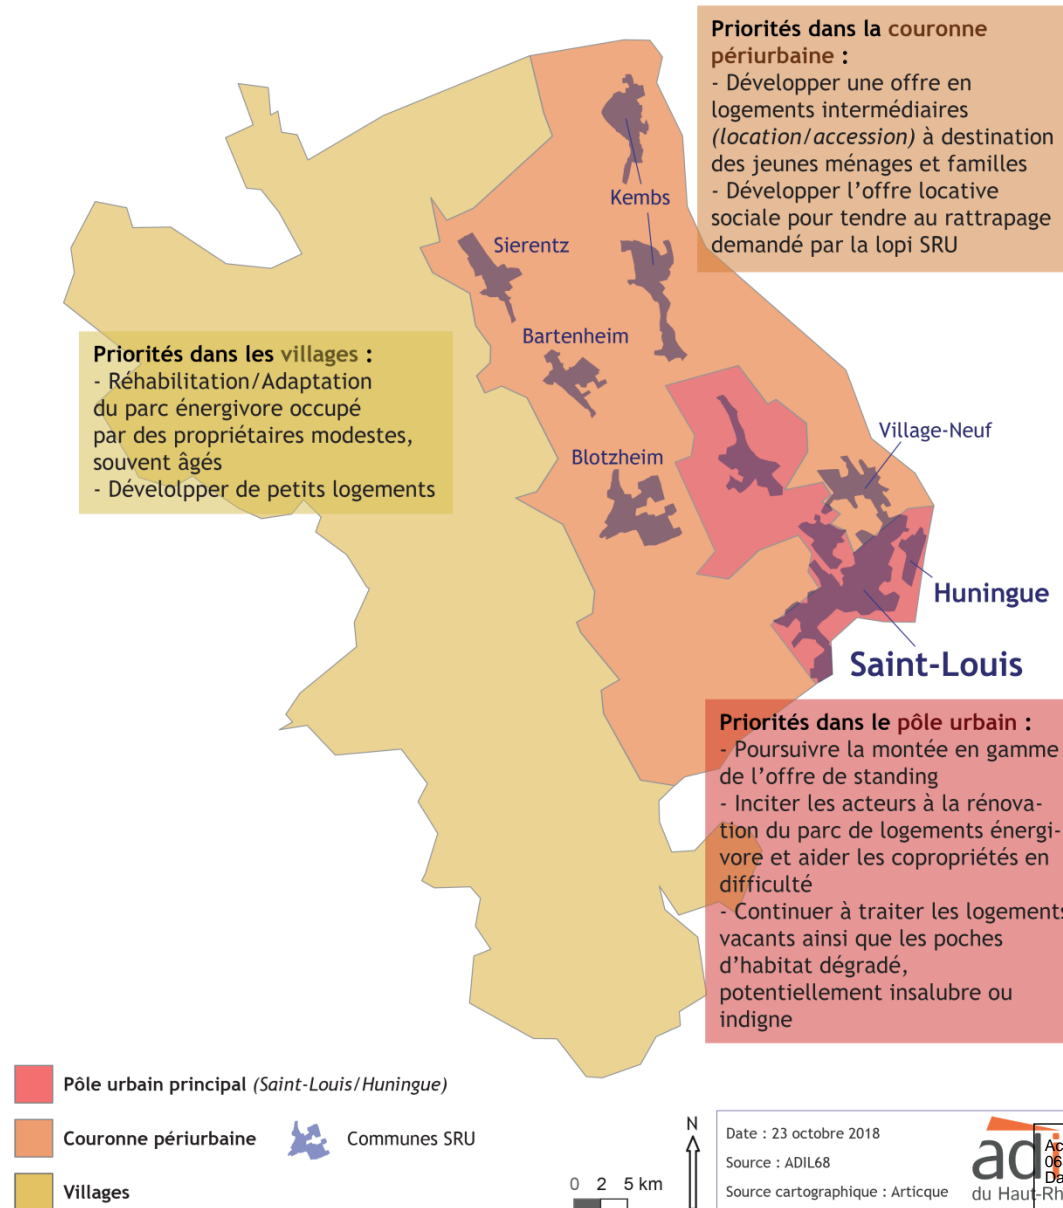 Priorités dans la couronne
périurbaine :
- Développer une offre en
logements intermédiaires
(location/accession) à destination
des jeunes ménages et familles
- Développer l'offre locative
sociale pour tendre au rattrapage
demandé par la lopi SRU
Kembs
Sierentz
Bartenheim
Priorités dans les villages :
- Réhabilitation/Adaptation
du parc énergivore occupé
par des propriétaires modestes,
souvent âgés
- Dévelolpper de petits logements
Village-Neuf
Blotzheim
Huningue
Saint-Louis
Priorités dans le pôle urbain :
- Poursuivre la montée en gamme
de l'offre de standing
- Inciter les acteurs à la rénova-
tion du parc de logements énergi-
vore et aider les copropriétés en
difficulté
- Continuer à traiter les logements
vacants ainsi que les poches
d'habitat dégradé,
potentiellement insalubre ou
indigne
Pôle urbain principal (Saint-Louis/Huningue)
Couronne périurbaine
Communes SRU
Villages
N
0 2 5 km
Date : 23 octobre 2018
Source : ADIL68
Source cartographique : Articque
adi
du Haut-Rh
Ac
06
Da